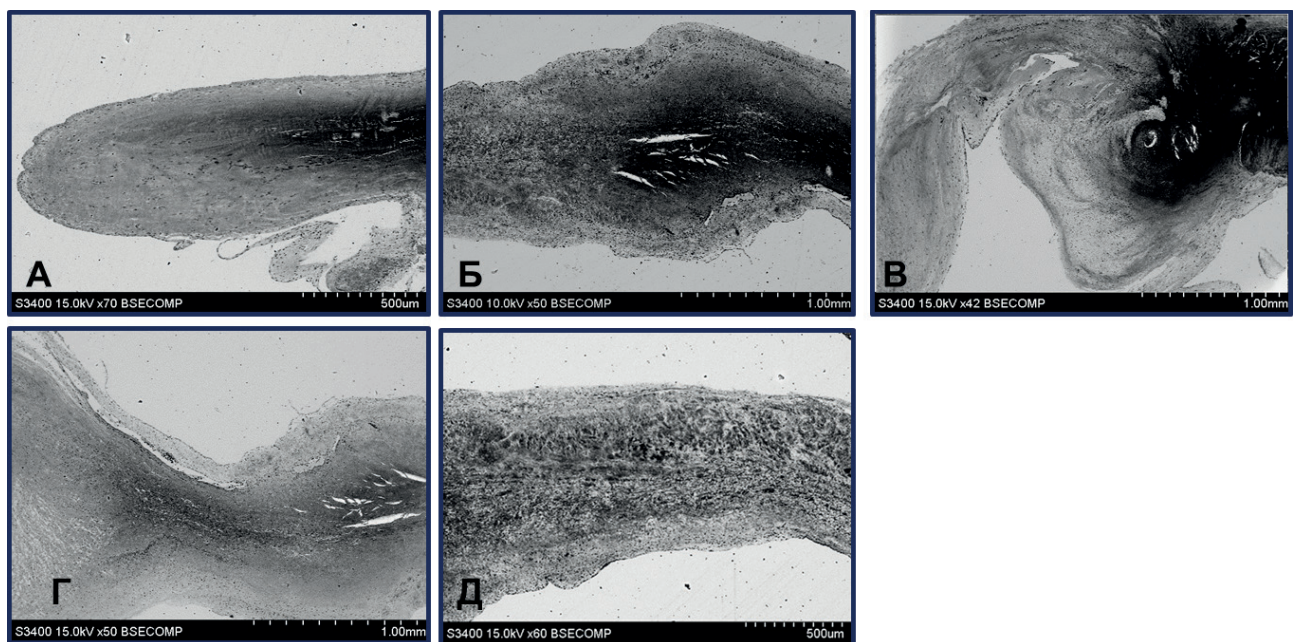 А
S3400 15.0kV x70 BSECOMP 500um
Б
S3400 10.0kV x50 BSECOMP 1.00mm
В
S3400 15.0kV x42 BSECOMP 1.00mm
Г
S3400 15.0kV x50 BSECOMP 1.00mm
Д
S3400 15.0kV x60 BSECOMP 500um